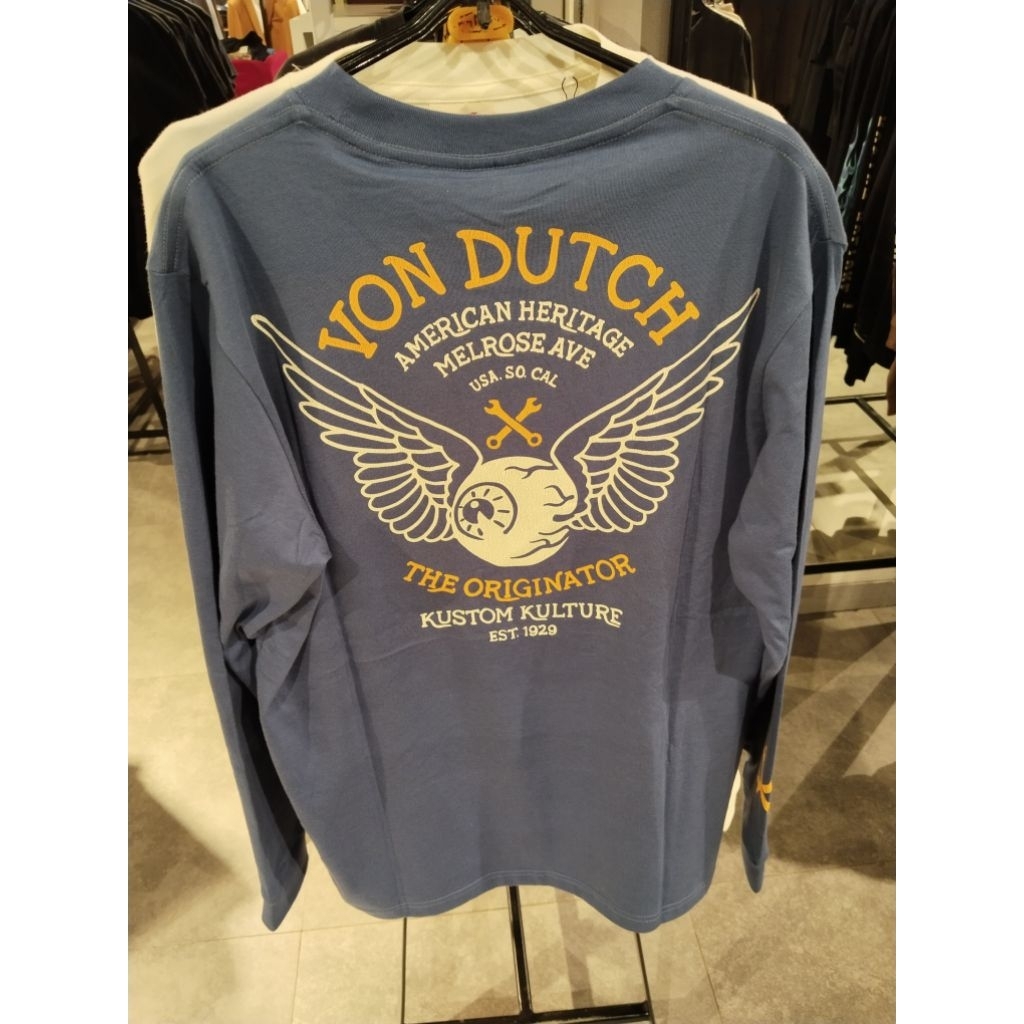 VON DUTCH
AMERICAN HERITAGE
MELROSE AVE
USA. SO. CAL
THE ORIGINATOR
KUSTOM KULTURE
EST. 1929